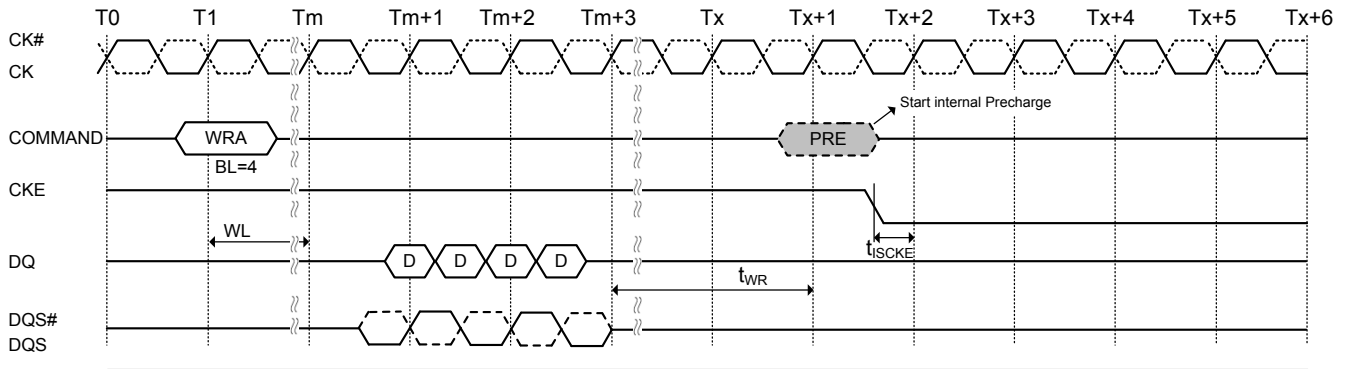 T0 T1 Tm Tm+1 Tm+2 Tm+3 Tx Tx+1 Tx+2 Tx+3 Tx+4 Tx+5 Tx+6
CK#
CK
Start internal Precharge
COMMAND WRA PRE
BL=4
CKE
WL
tISCKE
DQ D D D D
tWR
DQS#
DQS